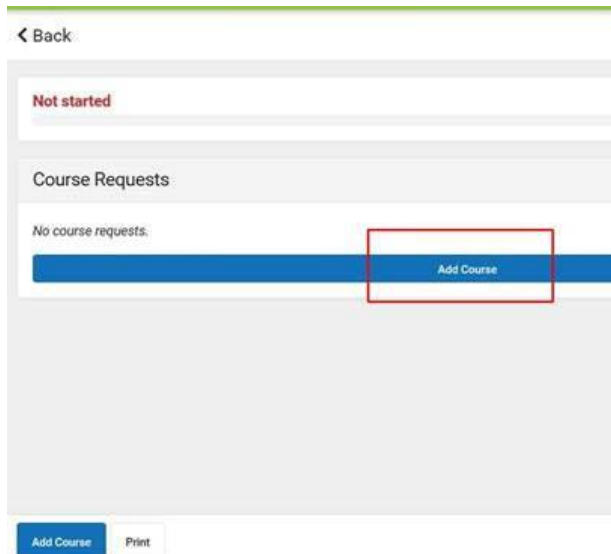 Back
Not started
Course Requests
No course requests.
Add Course
Add Course Print